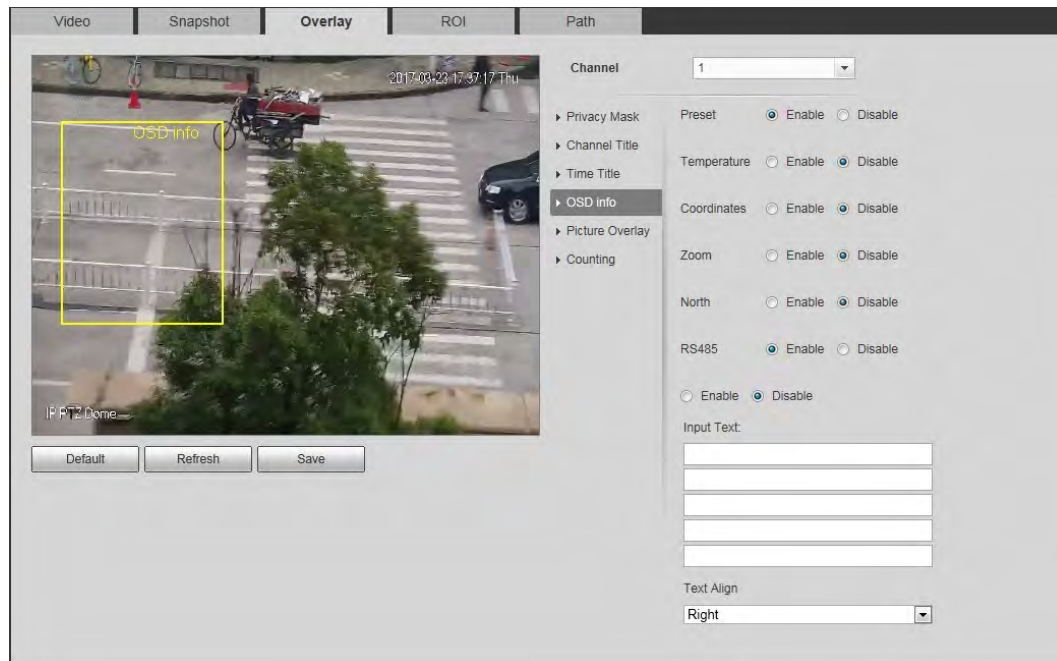 Video Snapshot Overlay ROI Path
2017-03-23 17:37:17 Thu
OSD info
IP PTZ Dome
Default Refresh Save
Channel 1
Privacy Mask
Channel Title
Time Title
OSD info
Picture Overlay
Counting
Preset Enable Disable
Temperature Enable Disable
Coordinates Enable Disable
Zoom Enable Disable
North Enable Disable
RS485 Enable Disable
Enable Disable
Input Text:
Text Align
Right